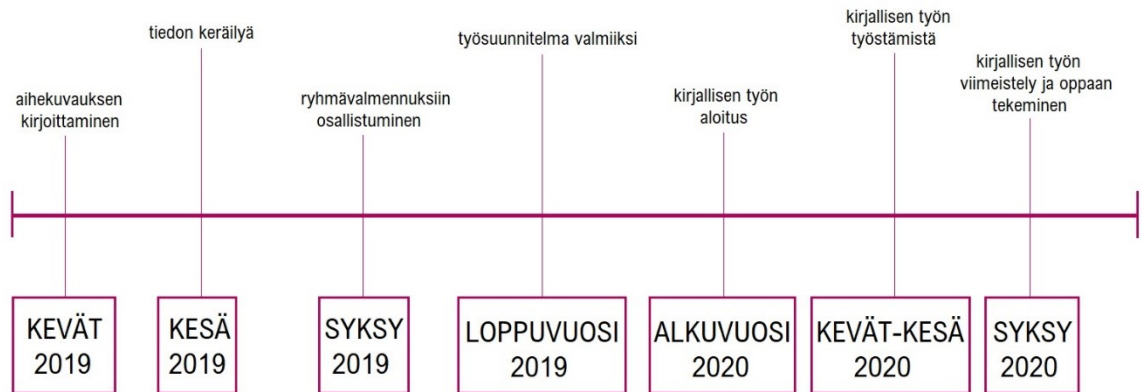 aihekuvauksen
kirjoittaminen
tiedon keräilyä
ryhmävalmennuksiin
osallistuminen
työsuunnitelma valmiiksi
kirjallisen työn
aloitus
kirjallisen työn
työstämistä
kirjallisen työn
viimeistely ja oppaan
tekeminen
KEVÄT
2019
KESÄ
2019
SYKSY
2019
LOPPUVUOSI
2019
ALKUVUOSI
2020
KEVÄT-KESÄ
2020
SYKSY
2020